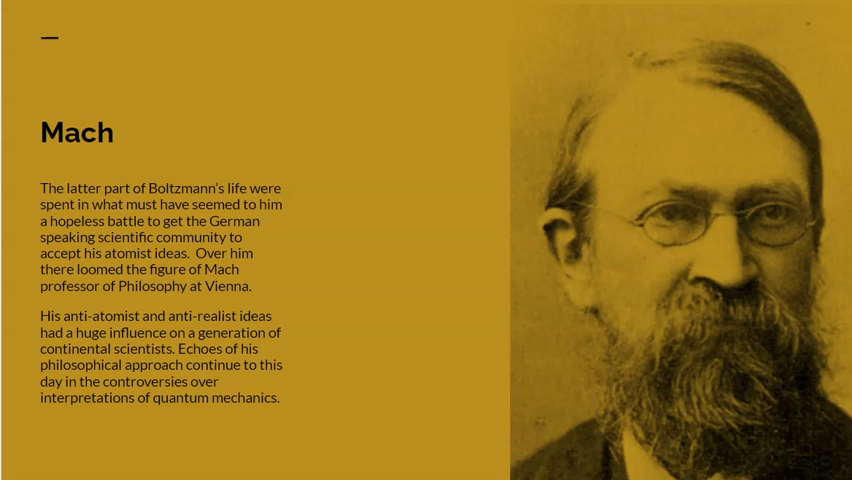 Mach
The latter part of Boltzmann's life were
spent in what must have seemed to him
a hopeless battle to get the German
speaking scientific community to
accept his atomist ideas.  Over him
there loomed the figure of Mach
professor of Philosophy at Vienna.
His anti-atomist and anti-realist ideas
had a huge influence on a generation of
continental scientists. Echoes of his
philosophical approach continue to this
day in the controversies over
interpretations of quantum mechanics.